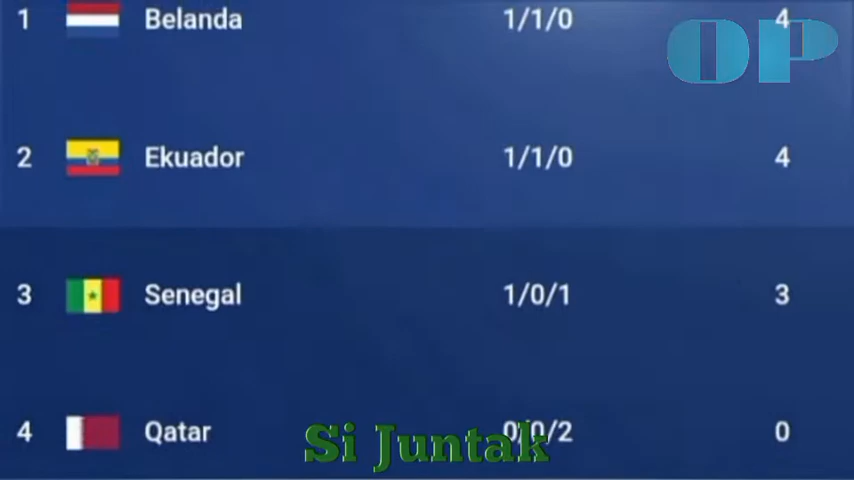 1 Belanda 1/1/0 4
OP
2 Ekuador 1/1/0 4
3 Senegal 1/0/1 3
4 Qatar 0/0/2 0
Si Juntak